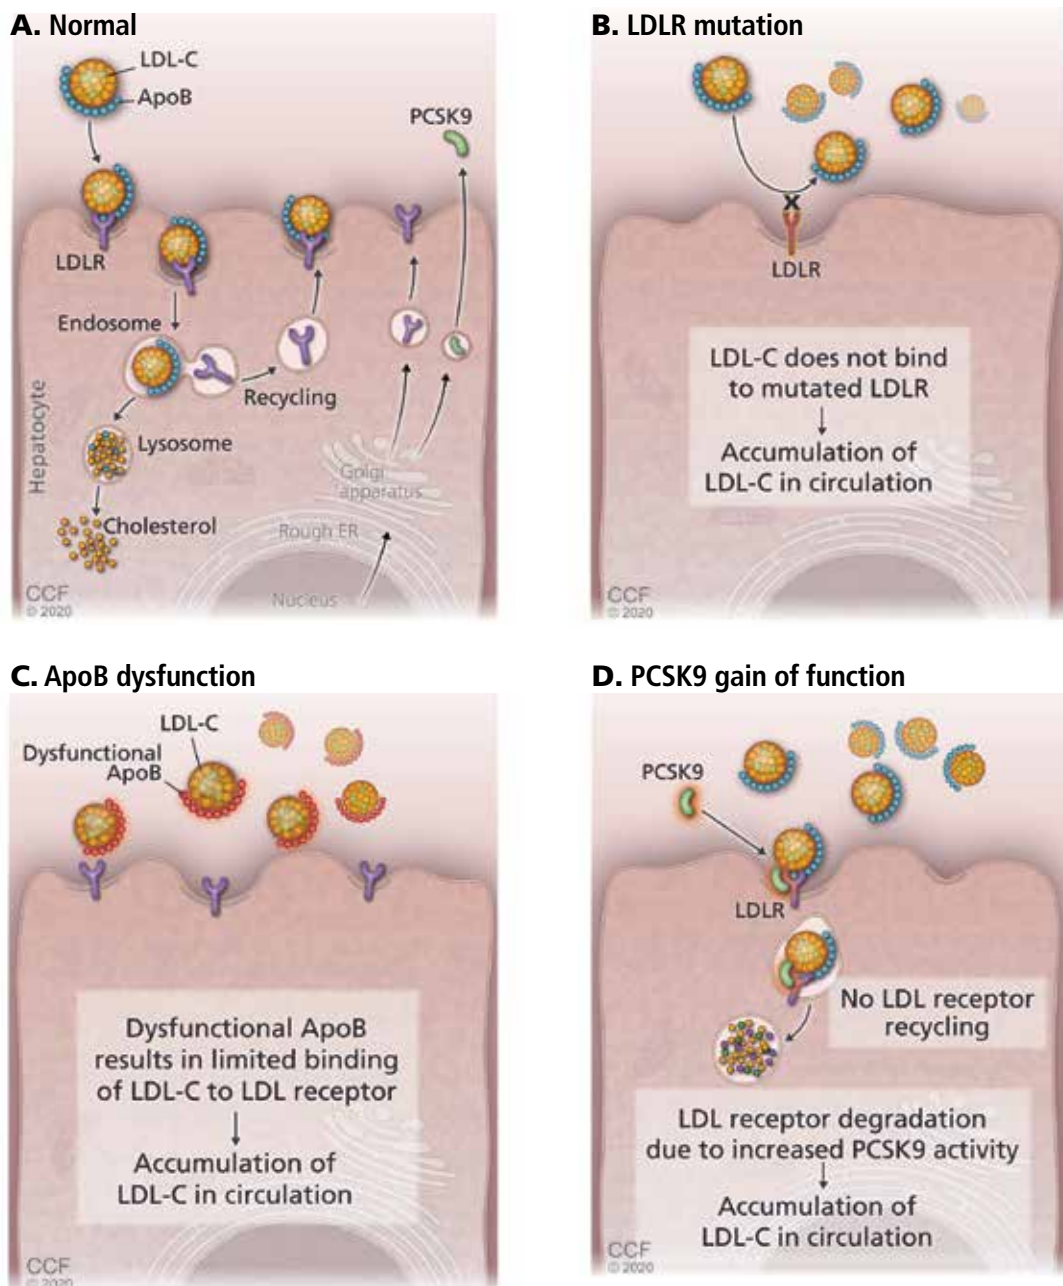 A. Normal
LDL-C
ApoB
PCSK9
LDLR
Endosome
Recycling
Hepatocyte
Lysosome
Golgi
apparatus
Cholesterol
Rough ER
Nucleus
CCF
© 2020
B. LDLR mutation
X
LDLR
LDL-C does not bind
to mutated LDLR
Accumulation of
LDL-C in circulation
CCF
© 2020
C. ApoB dysfunction
LDL-C
Dysfunctional
ApoB
Dysfunctional ApoB
results in limited binding
of LDL-C to LDL receptor
Accumulation of
LDL-C in circulation
CCF
© 2020
D. PCSK9 gain of function
PCSK9
LDLR
No LDL receptor
recycling
LDL receptor degradation
due to increased PCSK9 activity
Accumulation of
LDL-C in circulation
CCF
© 2020